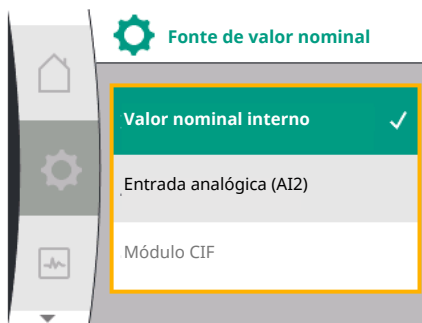 Fonte de valor nominal
Valor nominal interno
Entrada analógica (AI2)
Módulo CIF